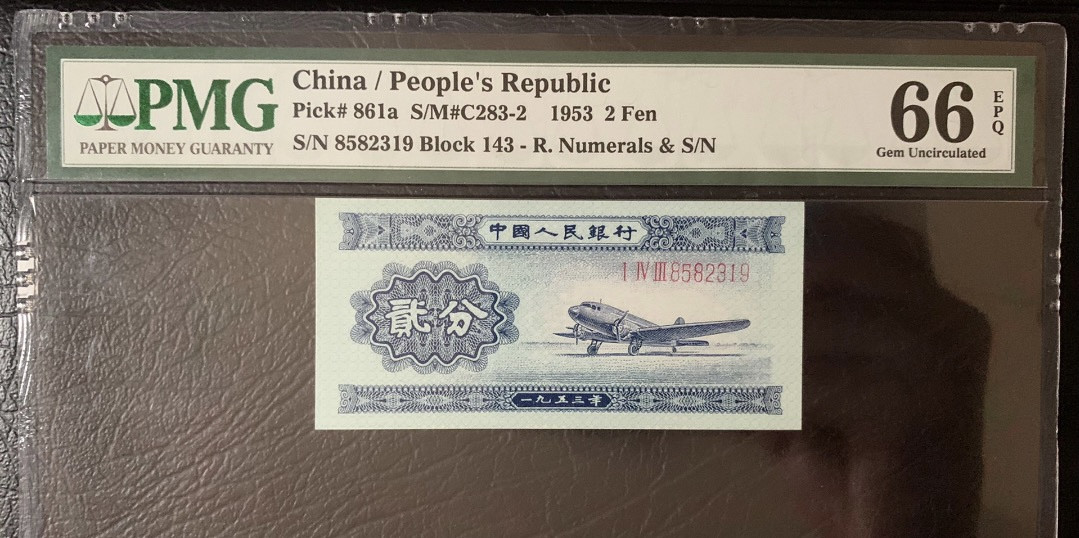 PMG
PAPER MONEY GUARANTY
China / People's Republic
Pick# 861a S/M#C283-2 1953 2 Fen
S/N 8582319 Block 143 - R. Numerals & S/N
66
EPQ
Gem Uncirculated
中國人民銀行
I IV III 8582319
貳分
一九五三年